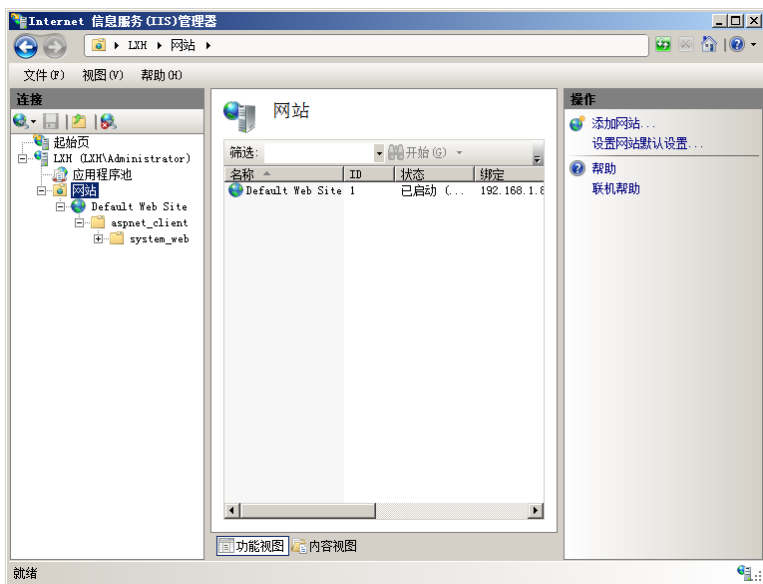 Internet 信息服务(IIS)管理器
LXH 网站
文件(F) 视图(V) 帮助(H)
连接
起始页
LXH (LXH\Administrator)
应用程序池
网站
Default Web Site
aspnet_client
system_web
网站
筛选: 开始(G)
名称 ID 状态 绑定
Default Web Site 1 已启动 (... 192.168.1.8
操作
添加网站...
设置网站默认设置...
帮助
联机帮助
功能视图 内容视图
就绪